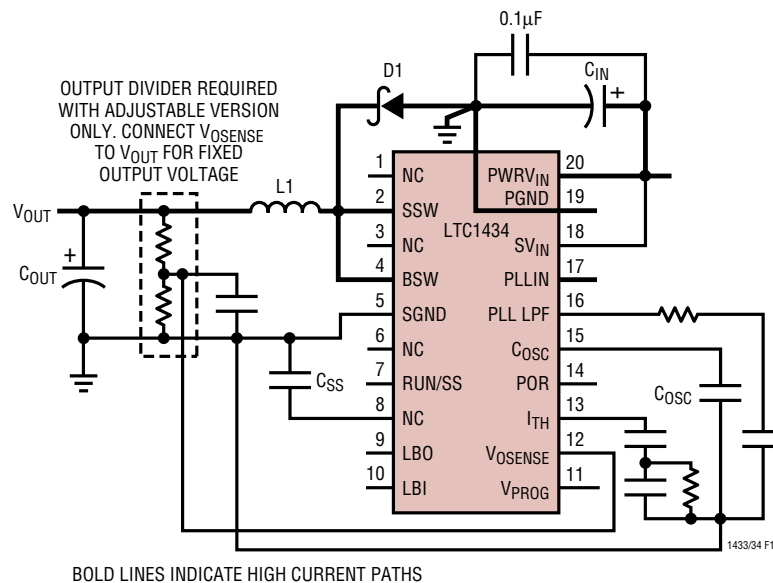 0.1µF
D1
CIN
+
OUTPUT DIVIDER REQUIRED
WITH ADJUSTABLE VERSION
ONLY. CONNECT VOSENSE
TO VOUT FOR FIXED
OUTPUT VOLTAGE
L1
VOUT
+
COUT
CSS
LTC1434
1 NC
2 SSW
3 NC
4 BSW
5 SGND
6 NC
7 RUN/SS
8 NC
9 LBO
10 LBI
PWRVIN 20
PGND 19
SVIN 18
PLLIN 17
PLL LPF 16
COSC 15
POR 14
ITH 13
VOSENSE 12
VPROG 11
COSC
1433/34 F1
BOLD LINES INDICATE HIGH CURRENT PATHS